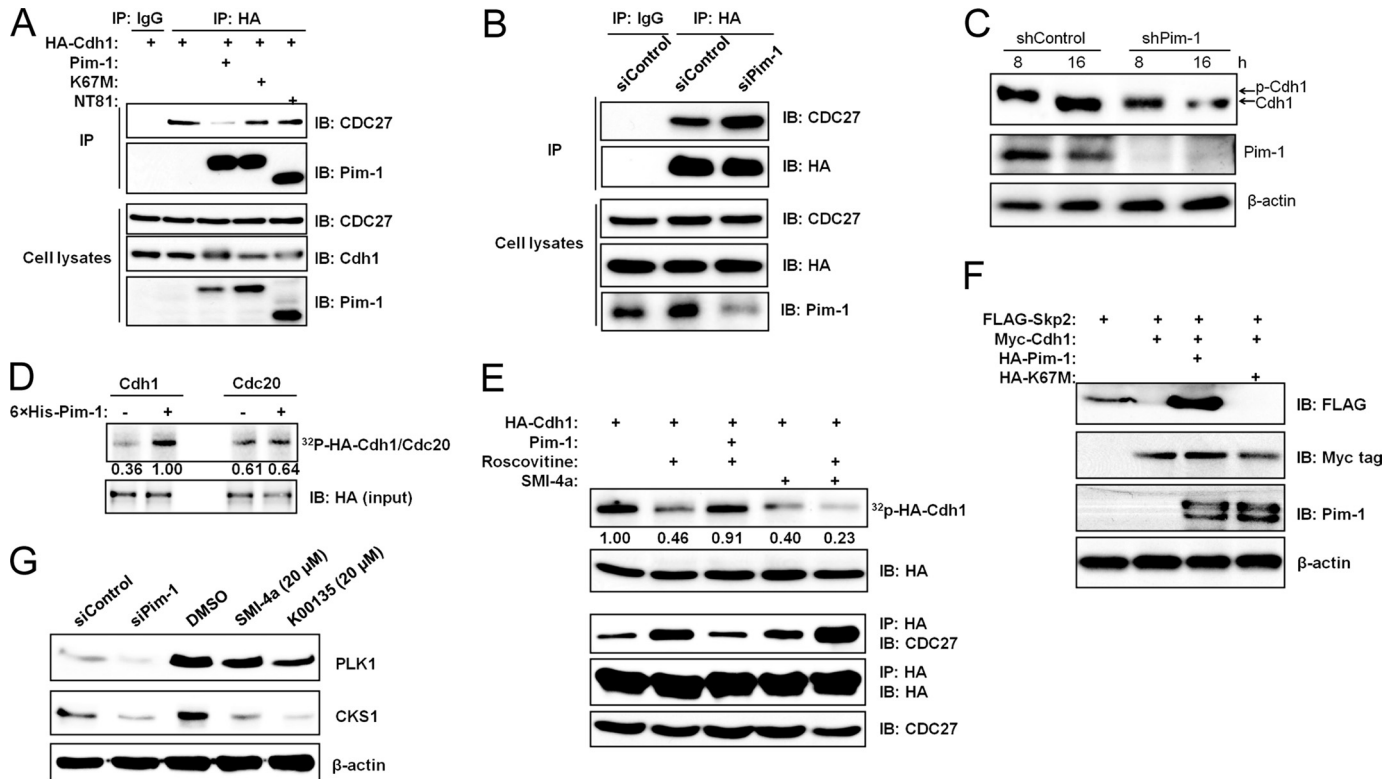 A
IP: IgG IP: HA
HA-Cdh1: + + + + +
Pim-1: +
K67M: +
NT81: +
IP
IB: CDC27
IB: Pim-1
Cell lysates
IB: CDC27
IB: Cdh1
IB: Pim-1
B
IP: IgG IP: HA
siControl siControl siPim-1
IP
IB: CDC27
IB: HA
Cell lysates
IB: CDC27
IB: HA
IB: Pim-1
C
shControl shPim-1
8 16 8 16 h
p-Cdh1
Cdh1
Pim-1
β-actin
D
Cdh1 Cdc20
6×His-Pim-1: - + - +
³²P-HA-Cdh1/Cdc20
0.36 1.00 0.61 0.64
IB: HA (input)
E
HA-Cdh1: + + + + +
Pim-1: +
Roscovitine: + + +
SMI-4a: + +
³²p-HA-Cdh1
1.00 0.46 0.91 0.40 0.23
IB: HA
IP: HA
IB: CDC27
IP: HA
IB: HA
IB: CDC27
F
FLAG-Skp2: + + + +
Myc-Cdh1: + + +
HA-Pim-1: +
HA-K67M: +
IB: FLAG
IB: Myc tag
IB: Pim-1
β-actin
G
siControl siPim-1 DMSO SMI-4a (20 µM) K00135 (20 µM)
PLK1
CKS1
β-actin